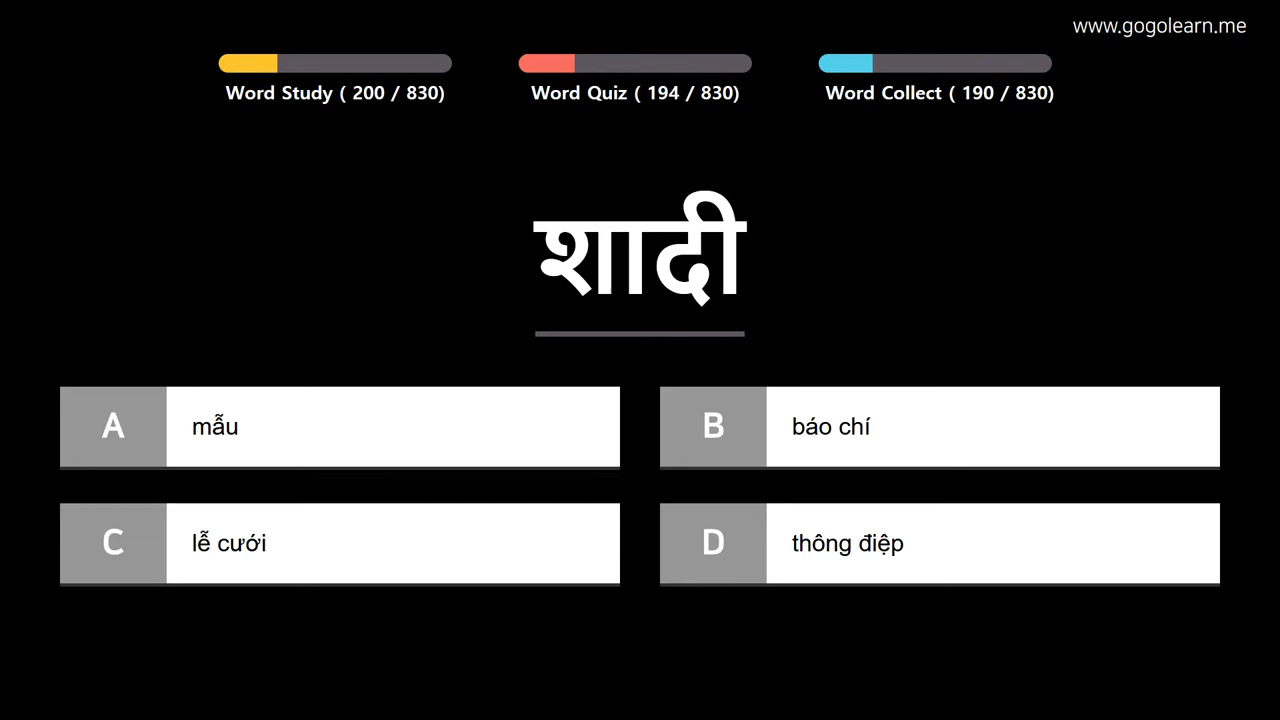 www.gogolearn.me
Word Study ( 200 / 830)
Word Quiz ( 194 / 830)
Word Collect ( 190 / 830)
शादी
A mẫu
B báo chí
C lễ cưới
D thông điệp